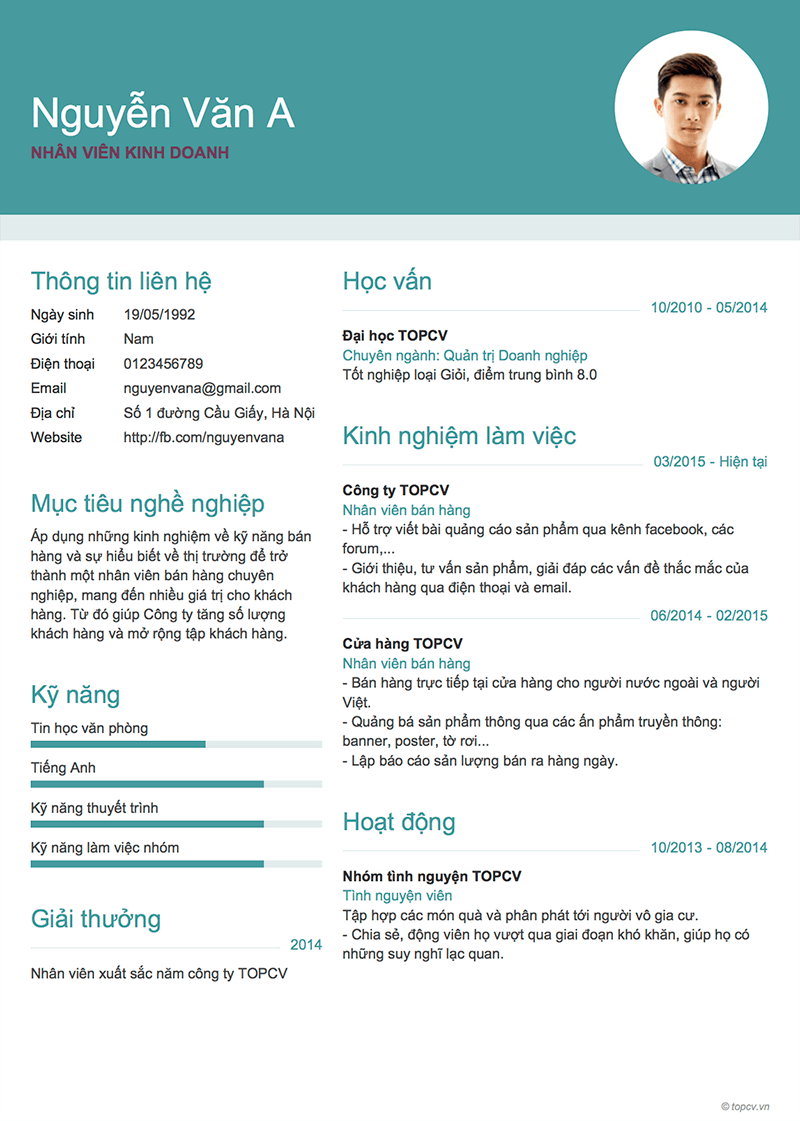 Nguyễn Văn A
NHÂN VIÊN KINH DOANH
Thông tin liên hệ
Ngày sinh 19/05/1992
Giới tính Nam
Điện thoại 0123456789
Email nguyenvana@gmail.com
Địa chỉ Số 1 đường Cầu Giấy, Hà Nội
Website http://fb.com/nguyenvana
Mục tiêu nghề nghiệp
Áp dụng những kinh nghiệm về kỹ năng bán
hàng và sự hiểu biết về thị trường để trở
thành một nhân viên bán hàng chuyên
nghiệp, mang đến nhiều giá trị cho khách
hàng. Từ đó giúp Công ty tăng số lượng
khách hàng và mở rộng tập khách hàng.
Kỹ năng
Tin học văn phòng
Tiếng Anh
Kỹ năng thuyết trình
Kỹ năng làm việc nhóm
Giải thưởng
2014
Nhân viên xuất sắc năm công ty TOPCV
Học vấn
10/2010 - 05/2014
Đại học TOPCV
Chuyên ngành: Quản trị Doanh nghiệp
Tốt nghiệp loại Giỏi, điểm trung bình 8.0
Kinh nghiệm làm việc
03/2015 - Hiện tại
Công ty TOPCV
Nhân viên bán hàng
- Hỗ trợ viết bài quảng cáo sản phẩm qua kênh facebook, các
forum,...
- Giới thiệu, tư vấn sản phẩm, giải đáp các vấn đề thắc mắc của
khách hàng qua điện thoại và email.
06/2014 - 02/2015
Cửa hàng TOPCV
Nhân viên bán hàng
- Bán hàng trực tiếp tại cửa hàng cho người nước ngoài và người
Việt.
- Quảng bá sản phẩm thông qua các ấn phẩm truyền thông:
banner, poster, tờ rơi...
- Lập báo cáo sản lượng bán ra hàng ngày.
Hoạt động
10/2013 - 08/2014
Nhóm tình nguyện TOPCV
Tình nguyện viên
Tập hợp các món quà và phân phát tới người vô gia cư.
- Chia sẻ, động viên họ vượt qua giai đoạn khó khăn, giúp họ có
những suy nghĩ lạc quan.
© topcv.vn